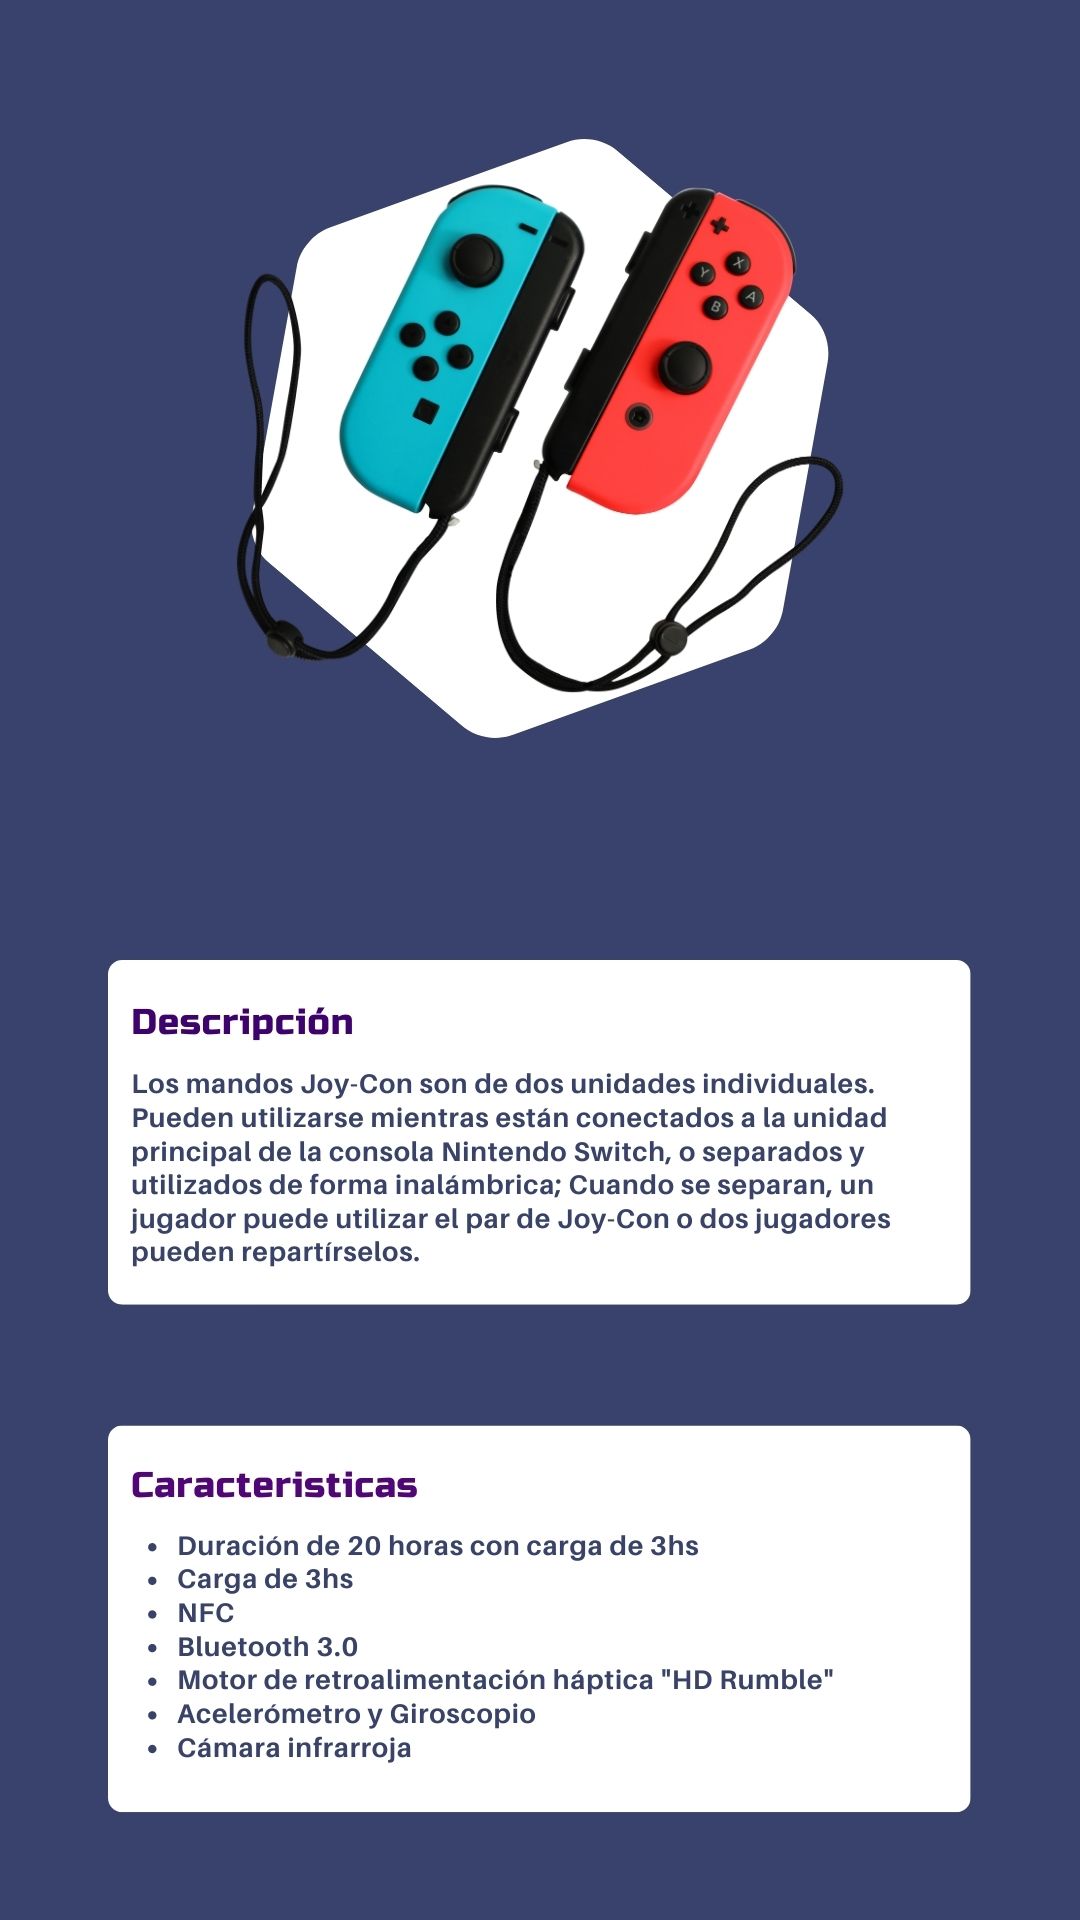 X
Y
A
B
Descripción
Los mandos Joy-Con son de dos unidades individuales.
Pueden utilizarse mientras están conectados a la unidad
principal de la consola Nintendo Switch, o separados y
utilizados de forma inalámbrica; Cuando se separan, un
jugador puede utilizar el par de Joy-Con o dos jugadores
pueden repartírselos.
Caracteristicas
• Duración de 20 horas con carga de 3hs
• Carga de 3hs
• NFC
• Bluetooth 3.0
• Motor de retroalimentación háptica "HD Rumble"
• Acelerómetro y Giroscopio
• Cámara infrarroja